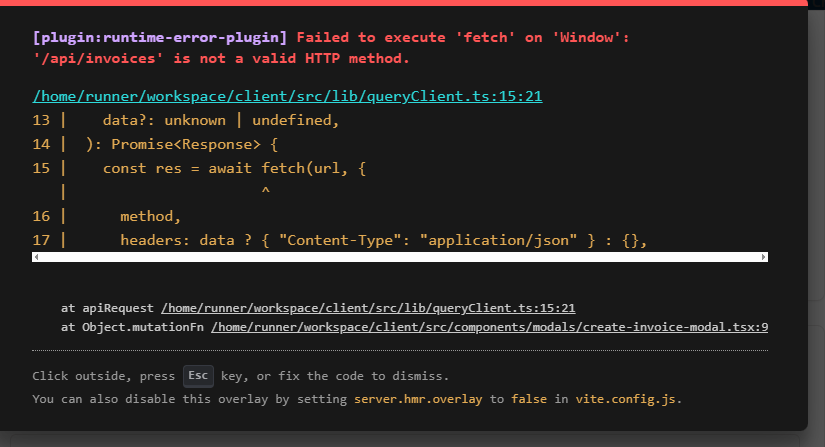 [plugin:runtime-error-plugin] Failed to execute 'fetch' on 'Window':
'/api/invoices' is not a valid HTTP method.
/home/runner/workspace/client/src/lib/queryClient.ts:15:21
13 |    data?: unknown | undefined,
14 |  ): Promise<Response> {
15 |    const res = await fetch(url, {
   |                      ^
16 |      method,
17 |      headers: data ? { "Content-Type": "application/json" } : {},
at apiRequest /home/runner/workspace/client/src/lib/queryClient.ts:15:21
at Object.mutationFn /home/runner/workspace/client/src/components/modals/create-invoice-modal.tsx:9
Click outside, press Esc key, or fix the code to dismiss.
You can also disable this overlay by setting server.hmr.overlay to false in vite.config.js.